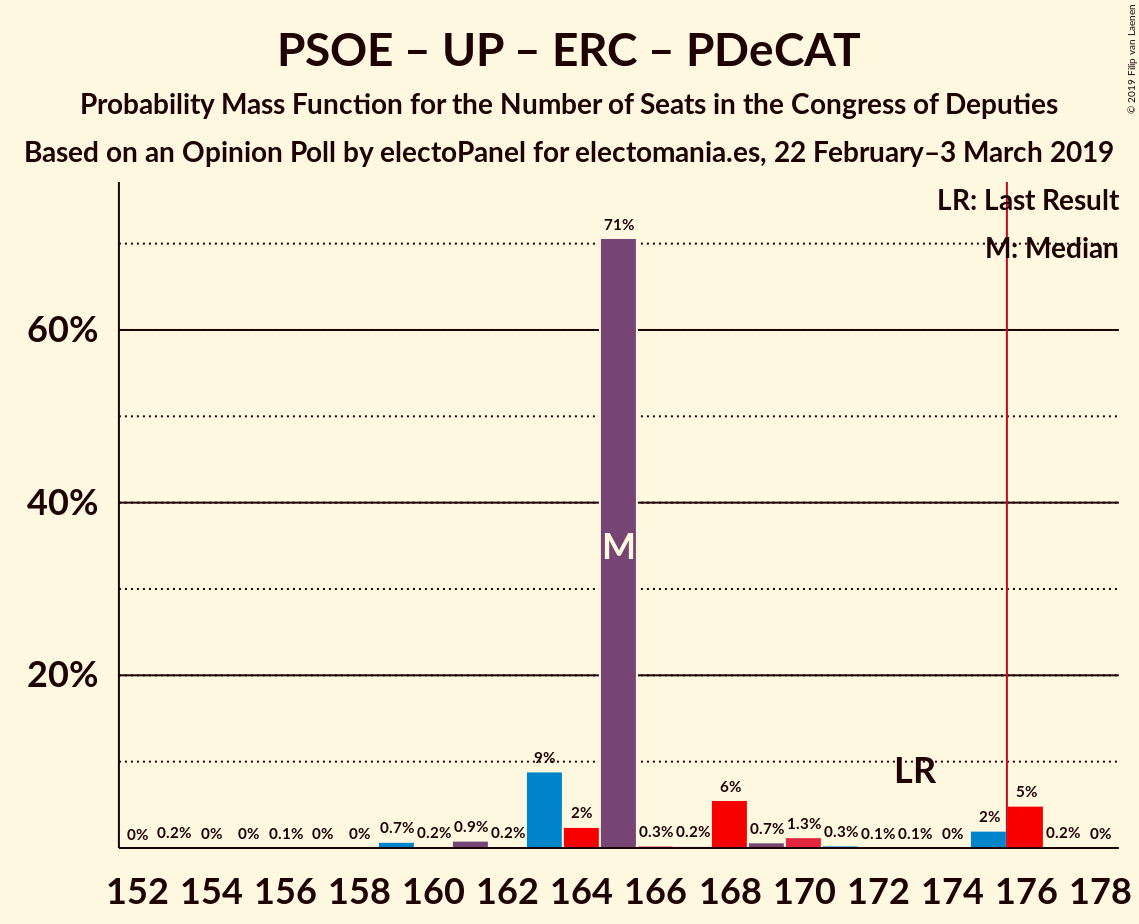 PSOE – UP – ERC – PDeCAT
Probability Mass Function for the Number of Seats in the Congress of Deputies
Based on an Opinion Poll by electoPanel for electomania.es, 22 February–3 March 2019
© 2019 Filip van Laenen
LR: Last Result
M: Median
60%
40%
20%
0% 0.2% 0% 0% 0.1% 0% 0% 0.7% 0.2% 0.9% 0.2% 9% 2% 71% 0.3% 0.2% 6% 0.7% 1.3% 0.3% 0.1% 0.1% 0% 2% 5% 0.2% 0%
M
LR
152 154 156 158 160 162 164 166 168 170 172 174 176 178